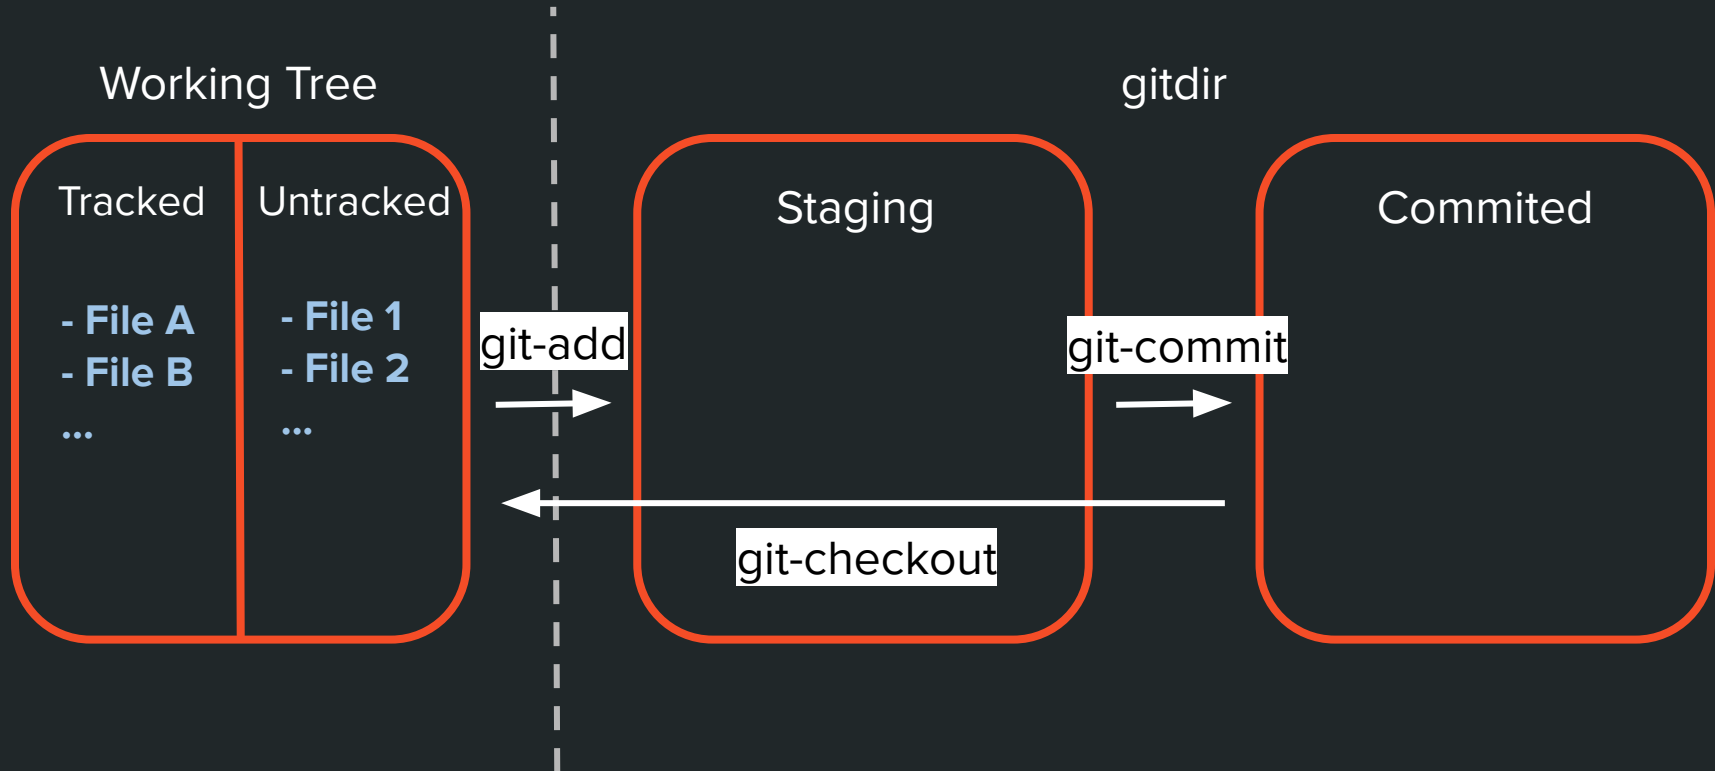 Working Tree
gitdir
Tracked
Untracked
Staging
Commited
- File A
- File B
...
- File 1
- File 2
...
git-add
git-commit
git-checkout